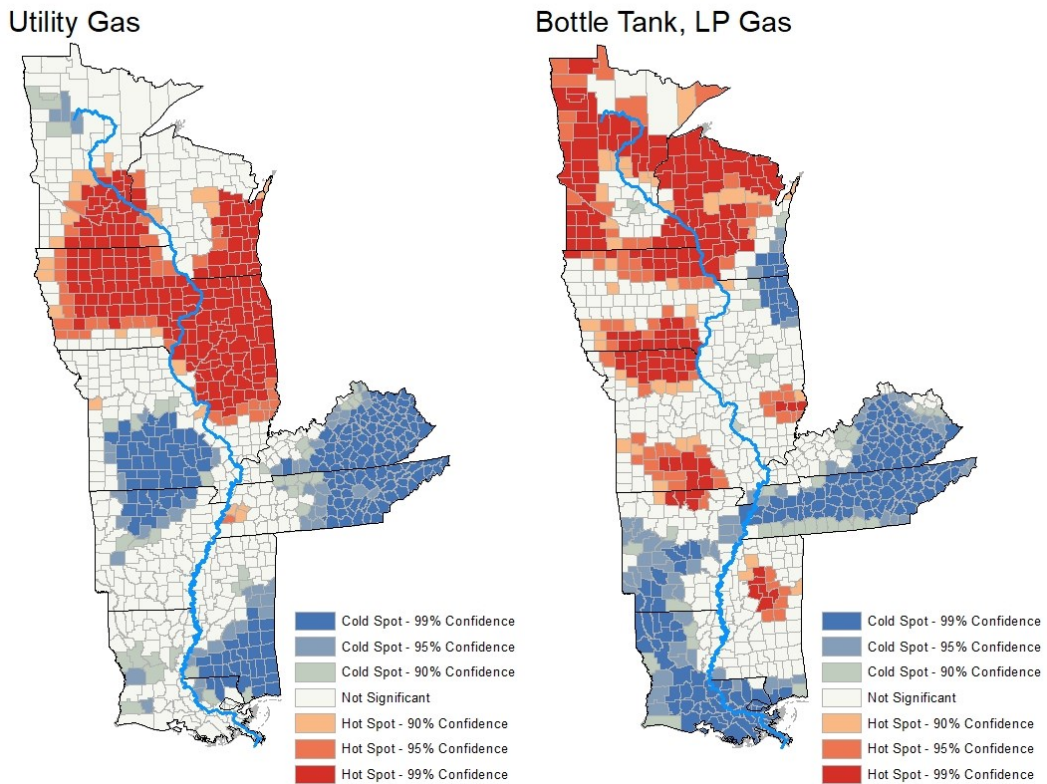 Utility Gas
Bottle Tank, LP Gas
Cold Spot - 99% Confidence
Cold Spot - 95% Confidence
Cold Spot - 90% Confidence
Not Significant
Hot Spot - 90% Confidence
Hot Spot - 95% Confidence
Hot Spot - 99% Confidence
Cold Spot - 99% Confidence
Cold Spot - 95% Confidence
Cold Spot - 90% Confidence
Not Significant
Hot Spot - 90% Confidence
Hot Spot - 95% Confidence
Hot Spot - 99% Confidence